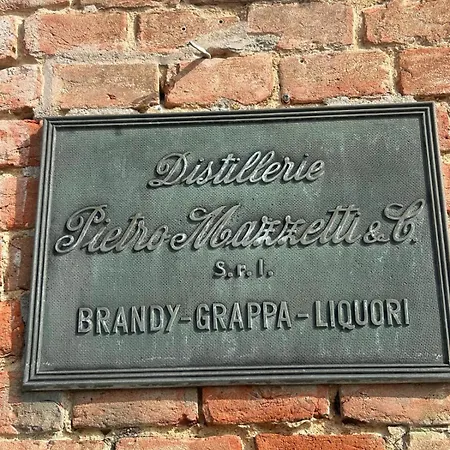 Distillerie
Pietro Mazzetti & C.
S.r.l.
BRANDY-GRAPPA-LIQUORI